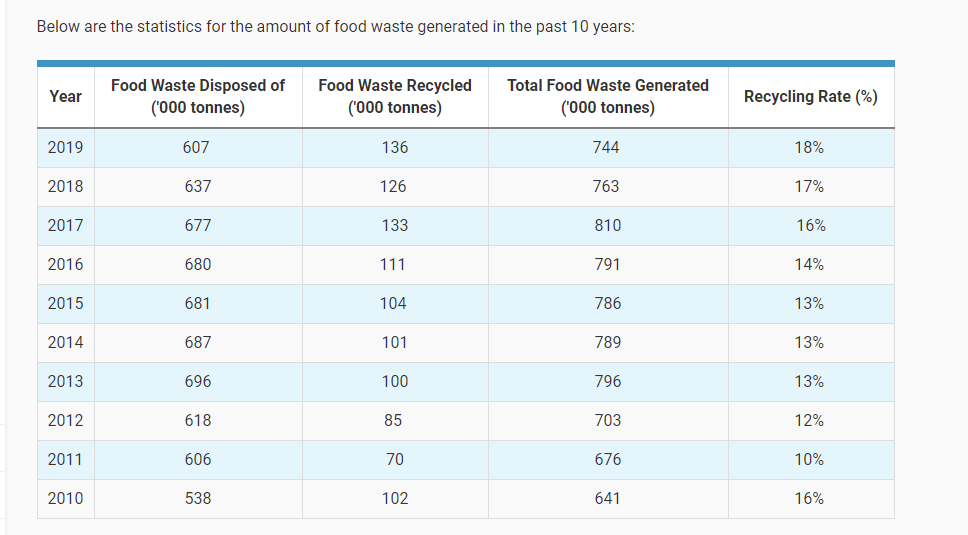 Below are the statistics for the amount of food waste generated in the past 10 years:
Year Food Waste Disposed of ('000 tonnes) Food Waste Recycled ('000 tonnes) Total Food Waste Generated ('000 tonnes) Recycling Rate (%)
2019 607 136 744 18%
2018 637 126 763 17%
2017 677 133 810 16%
2016 680 111 791 14%
2015 681 104 786 13%
2014 687 101 789 13%
2013 696 100 796 13%
2012 618 85 703 12%
2011 606 70 676 10%
2010 538 102 641 16%